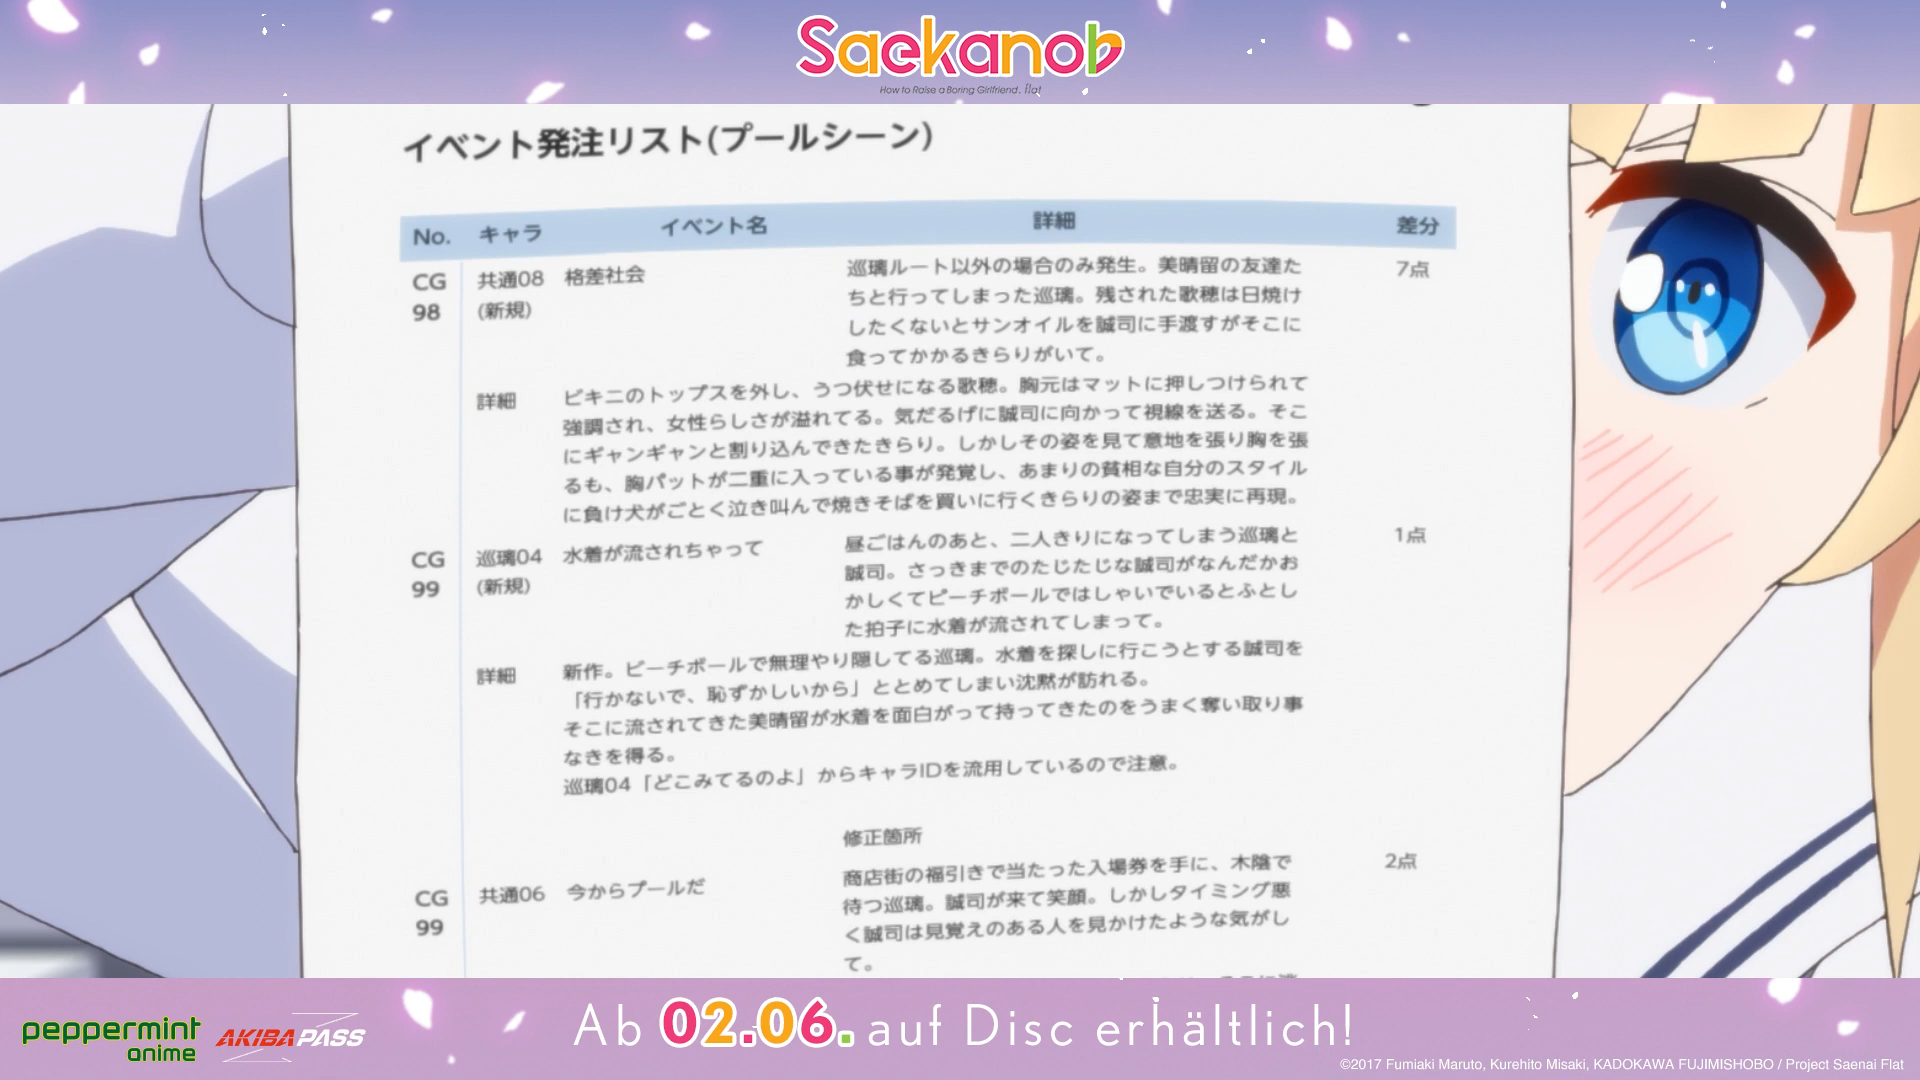 Saekanob
How to Raise a Boring Girlfriend. flat
イベント発注リスト(プールシーン)
No. キャラ イベント名 詳細 差分
CG 98 共通08 (新規) 格差社会 7点
巡璃ルート以外の場合のみ発生。美晴留の友達た
ちと行ってしまった巡璃。残された歌穂は日焼け
したくないとサンオイルを誠司に手渡すがそこに
食ってかかるきらりがいて。
詳細
ビキニのトップスを外し、うつ伏せになる歌穂。胸元はマットに押しつけられて
強調され、女性らしさが溢れてる。気だるげに誠司に向かって視線を送る。そこ
にギャンギャンと割り込んできたきらり。しかしその姿を見て意地を張り胸を張
るも、胸パットが二重に入っている事が発覚し、あまりの貧相な自分のスタイル
に負け犬がごとく泣き叫んで焼きそばを買いに行くきらりの姿まで忠実に再現。
CG 99 巡璃04 (新規) 水着が流されちゃって 1点
昼ごはんのあと、二人きりになってしまう巡璃と
誠司。さっきまでのたじたじな誠司がなんだかお
かしくてビーチボールではしゃいでいるとふとし
た拍子に水着が流されてしまって。
詳細
新作。ビーチボールで無理やり隠してる巡璃。水着を探しに行こうとする誠司を
「行かないで、恥ずかしいから」ととめてしまい沈黙が訪れる。
そこに流されてきた美晴留が水着を面白がって持ってきたのをうまく奪い取り事
なきを得る。
巡璃04「どこみてるのよ」からキャラIDを流用しているので注意。
修正箇所
CG 99 共通06 今からプールだ 2点
商店街の福引きで当たった入場券を手に、木陰で
待つ巡璃。誠司が来て笑顔。しかしタイミング悪
く誠司は見覚えのある人を見かけたような気がし
て。
peppermint anime
AKIBA PASS
Ab 02.06. auf Disc erhältlich!
©2017 Fumiaki Maruto, Kurehito Misaki, KADOKAWA FUJIMISHOBO / Project Saenai Flat